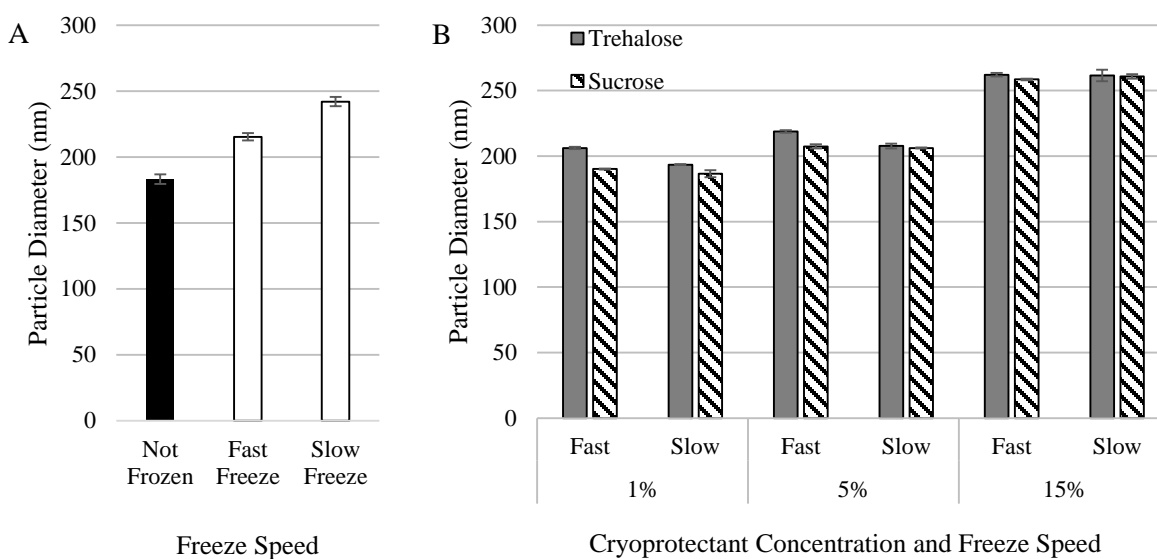 A
Particle Diameter (nm)
300
250
200
150
100
50
0
Not
Frozen
Fast
Freeze
Slow
Freeze
Freeze Speed
B
Particle Diameter (nm)
300
250
200
150
100
50
0
Trehalose
Sucrose
Fast Slow Fast Slow Fast Slow
1% 5% 15%
Cryoprotectant Concentration and Freeze Speed